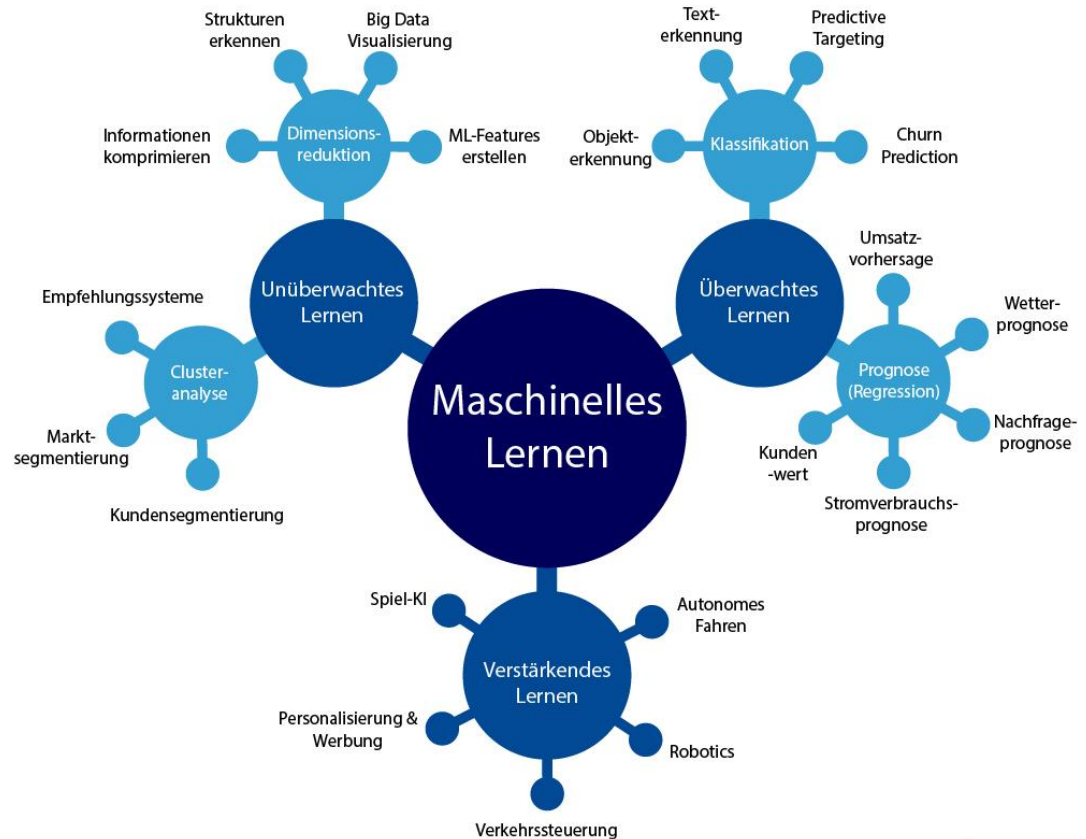 Strukturen
erkennen
Big Data
Visualisierung
Informationen
komprimieren
Dimensions-
reduktion
ML-Features
erstellen
Text-
erkennung
Predictive
Targeting
Objekt-
erkennung
Klassifikation
Churn
Prediction
Unüberwachtes
Lernen
Überwachtes
Lernen
Empfehlungssysteme
Cluster-
analyse
Markt-
segmentierung
Kundensegmentierung
Maschinelles
Lernen
Umsatz-
vorhersage
Wetter-
prognose
Prognose
(Regression)
Nachfrage-
prognose
Kunden
-wert
Stromverbrauchs-
prognose
Spiel-KI
Autonomes
Fahren
Verstärkendes
Lernen
Personalisierung &
Werbung
Robotics
Verkehrssteuerung